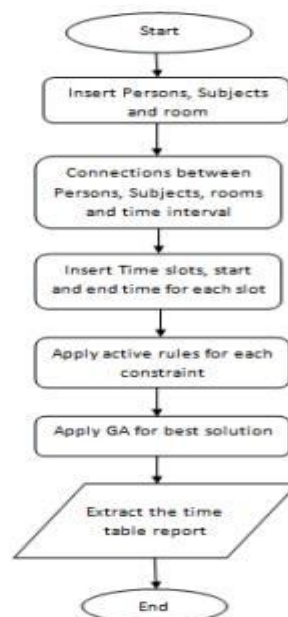 Start
Insert Persons, Subjects
and room
Connections between
Persons, Subjects, rooms
and time interval
Insert Time slots, start
and end time for each slot
Apply active rules for each
constraint
Apply GA for best solution
Extract the time
table report
End